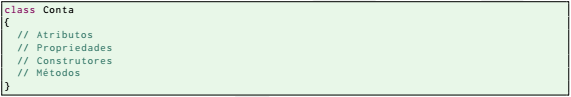 class Conta
{
// Atributos
// Propriedades
// Construtores
// Métodos
}